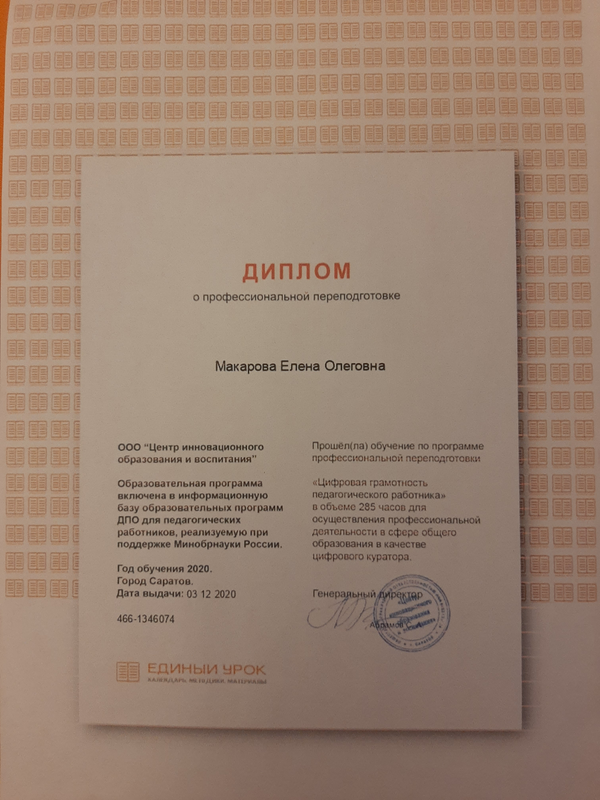 ДИПЛОМ
о профессиональной переподготовке
Макарова Елена Олеговна
ООО "Центр инновационного
образования и воспитания"
Образовательная программа
включена в информационную
базу образовательных программ
ДПО для педагогических
работников, реализуемую при
поддержке Минобрнауки России.
Год обучения 2020.
Город Саратов.
Дата выдачи: 03 12 2020
466-1346074
Прошёл(ла) обучение по программе
профессиональной переподготовки
«Цифровая грамотность
педагогического работника»
в объеме 285 часов для
осуществления профессиональной
деятельности в сфере общего
образования в качестве
цифрового куратора.
Генеральный директор
ЕДИНЫЙ УРОК
КАЛЕНДАРЬ МЕТОДИКА МАТЕРИАЛЫ